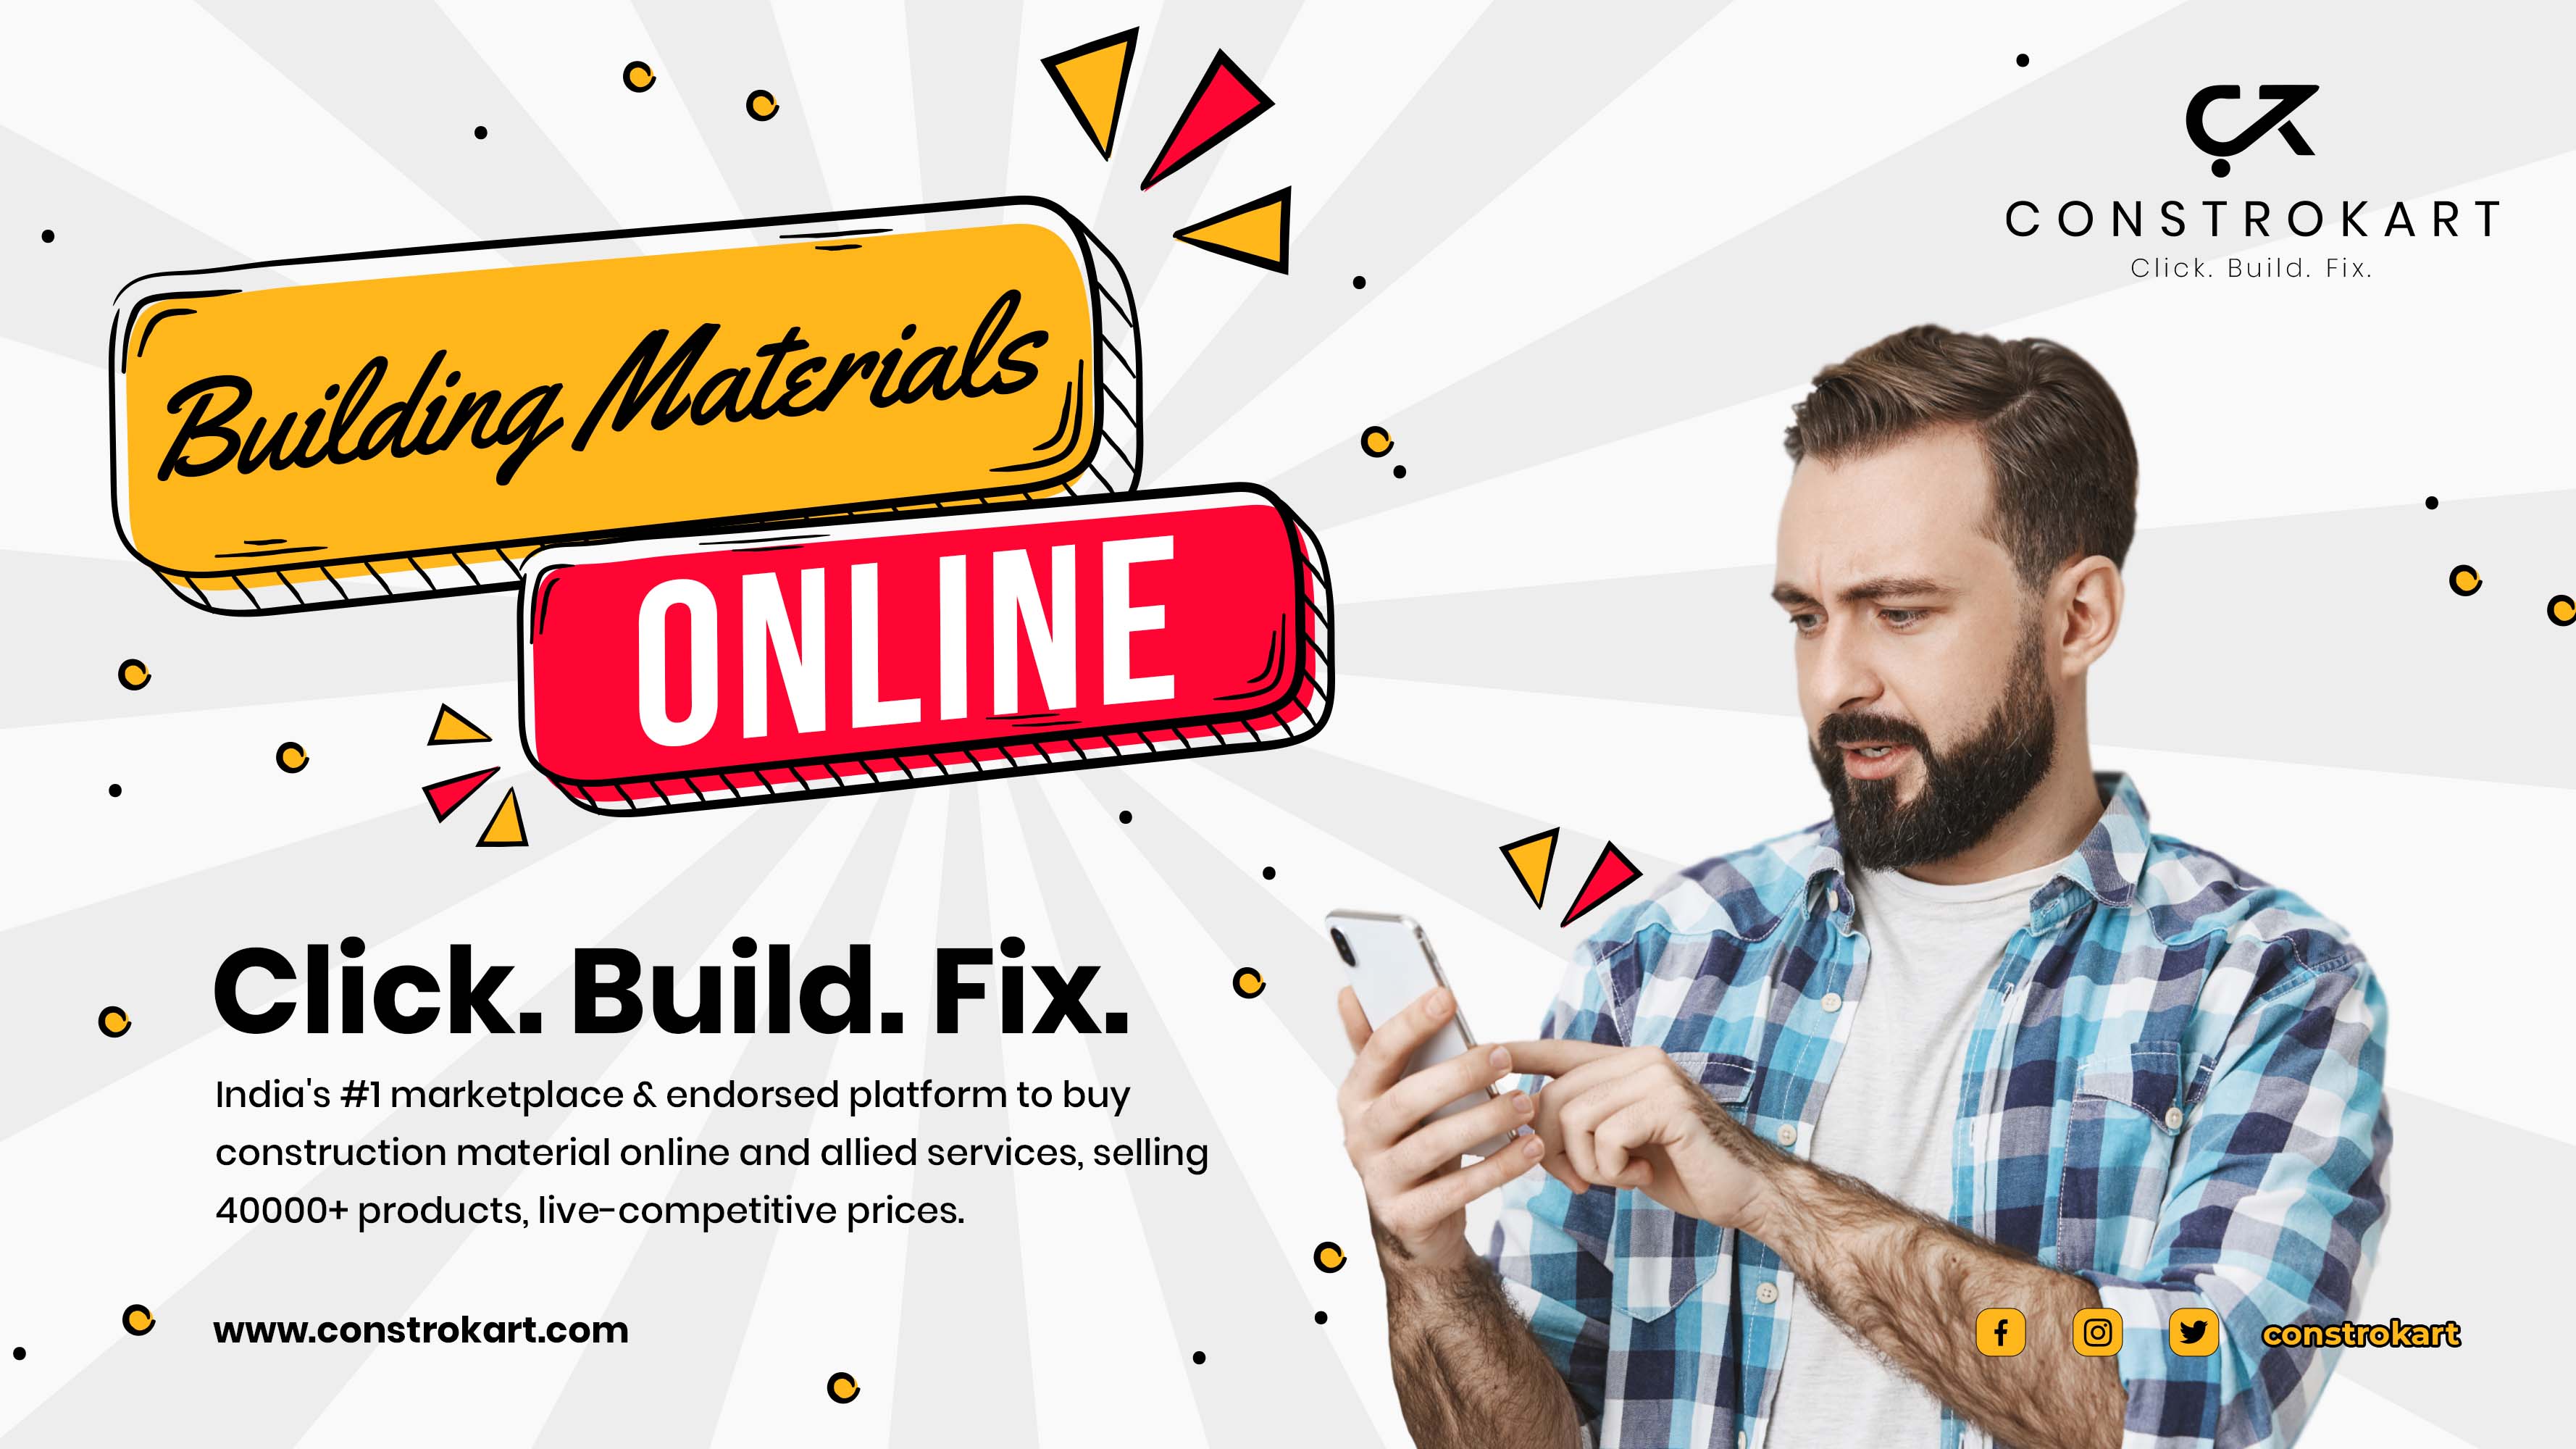 CONSTROKART
Click. Build. Fix.
Building Materials
ONLINE
Click. Build. Fix.
India's #1 marketplace & endorsed platform to buy
construction material online and allied services, selling
40000+ products, live-competitive prices.
www.constrokart.com
constrokart